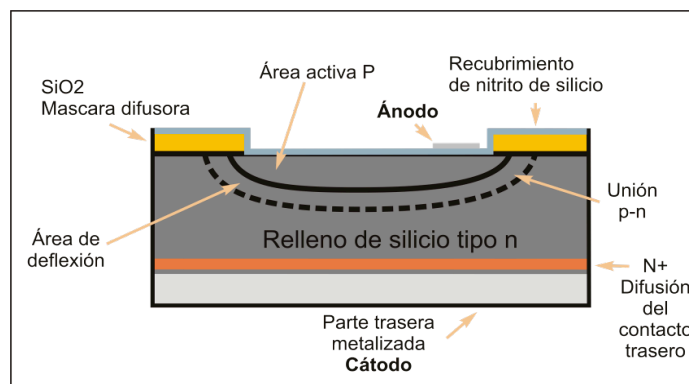 SiO2
Mascara difusora
Área activa P
Ánodo
Recubrimiento
de nitrito de silicio
Unión
p-n
Área de
deflexión
Relleno de silicio tipo n
N+
Difusión
del
contacto
trasero
Parte trasera
metalizada
Cátodo